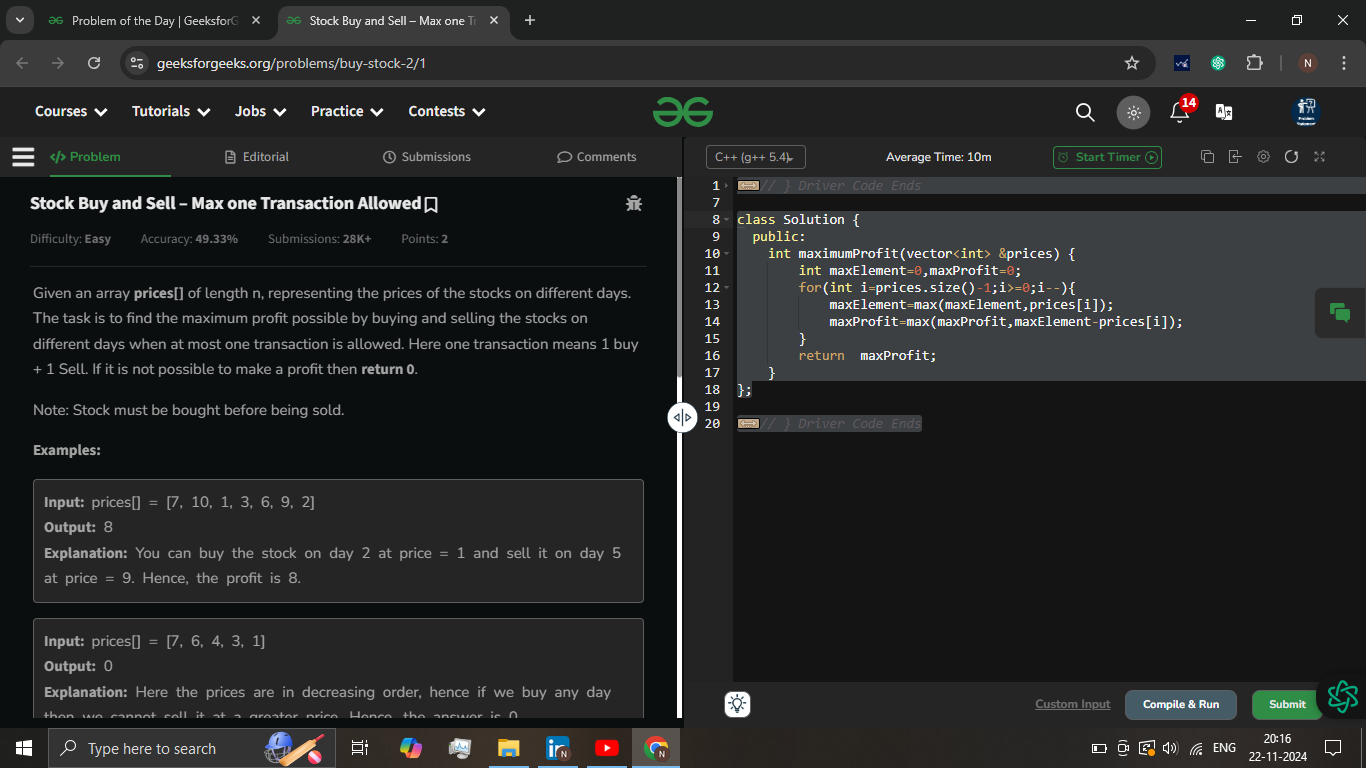 Problem of the Day | GeeksforG
Stock Buy and Sell – Max one Tr
geeksforgeeks.org/problems/buy-stock-2/1
N
Courses
Tutorials
Jobs
Practice
Contests
14
Problem
Editorial
Submissions
Comments
C++ (g++ 5.4)
Average Time: 10m
Start Timer
Stock Buy and Sell – Max one Transaction Allowed
Difficulty: Easy
Accuracy: 49.33%
Submissions: 28K+
Points: 2
Given an array prices[] of length n, representing the prices of the stocks on different days.
The task is to find the maximum profit possible by buying and selling the stocks on
different days when at most one transaction is allowed. Here one transaction means 1 buy
+ 1 Sell. If it is not possible to make a profit then return 0.
Note: Stock must be bought before being sold.
Examples:
Input: prices[] = [7, 10, 1, 3, 6, 9, 2]
Output: 8
Explanation: You can buy the stock on day 2 at price = 1 and sell it on day 5
at price = 9. Hence, the profit is 8.
Input: prices[] = [7, 6, 4, 3, 1]
Output: 0
Explanation: Here the prices are in decreasing order, hence if we buy any day
then we cannot sell it at a greater price. Hence, the answer is 0.
1 // } Driver Code Ends
7
8 class Solution {
9 public:
10 int maximumProfit(vector<int> &prices) {
11 int maxElement=0,maxProfit=0;
12 for(int i=prices.size()-1;i>=0;i--){
13 maxElement=max(maxElement,prices[i]);
14 maxProfit=max(maxProfit,maxElement-prices[i]);
15 }
16 return maxProfit;
17 }
18 };
19
20 // } Driver Code Ends
Custom Input
Compile & Run
Submit
Type here to search
ENG
20:16
22-11-2024